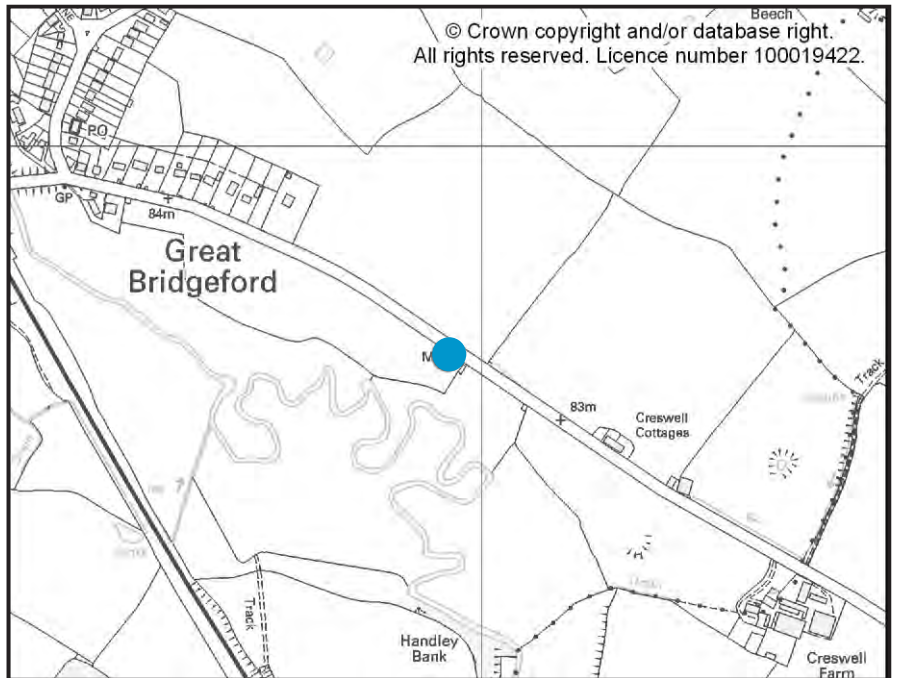 Beech
© Crown copyright and/or database right.
All rights reserved. Licence number 100019422.
NE
PO
GP
84m
Great
Bridgeford
M
83m
Creswell
Cottages
Track
Track
Handley
Bank
Creswell
Farm